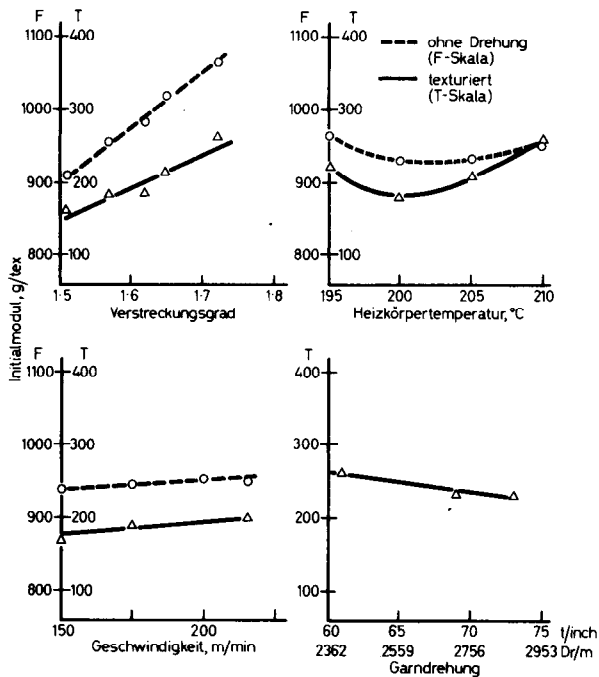 F T
1100 400
1000 300
900 200
800 100
1·5 1·6 1·7 1·8
Verstreckungsgrad
F T
1100 400
1000 300
900 200
800 100
195 200 205 210
Heizkörpertemperatur, °C
ohne Drehung
(F-Skala)
texturiert
(T-Skala)
Initialmodul, g/tex
F T
1100 400
1000 300
900 200
800 100
150 200
Geschwindigkeit, m/min
T
400
300
200
100
60 65 70 75 t/inch
2362 2559 2756 2953 Dr/m
Garndrehung